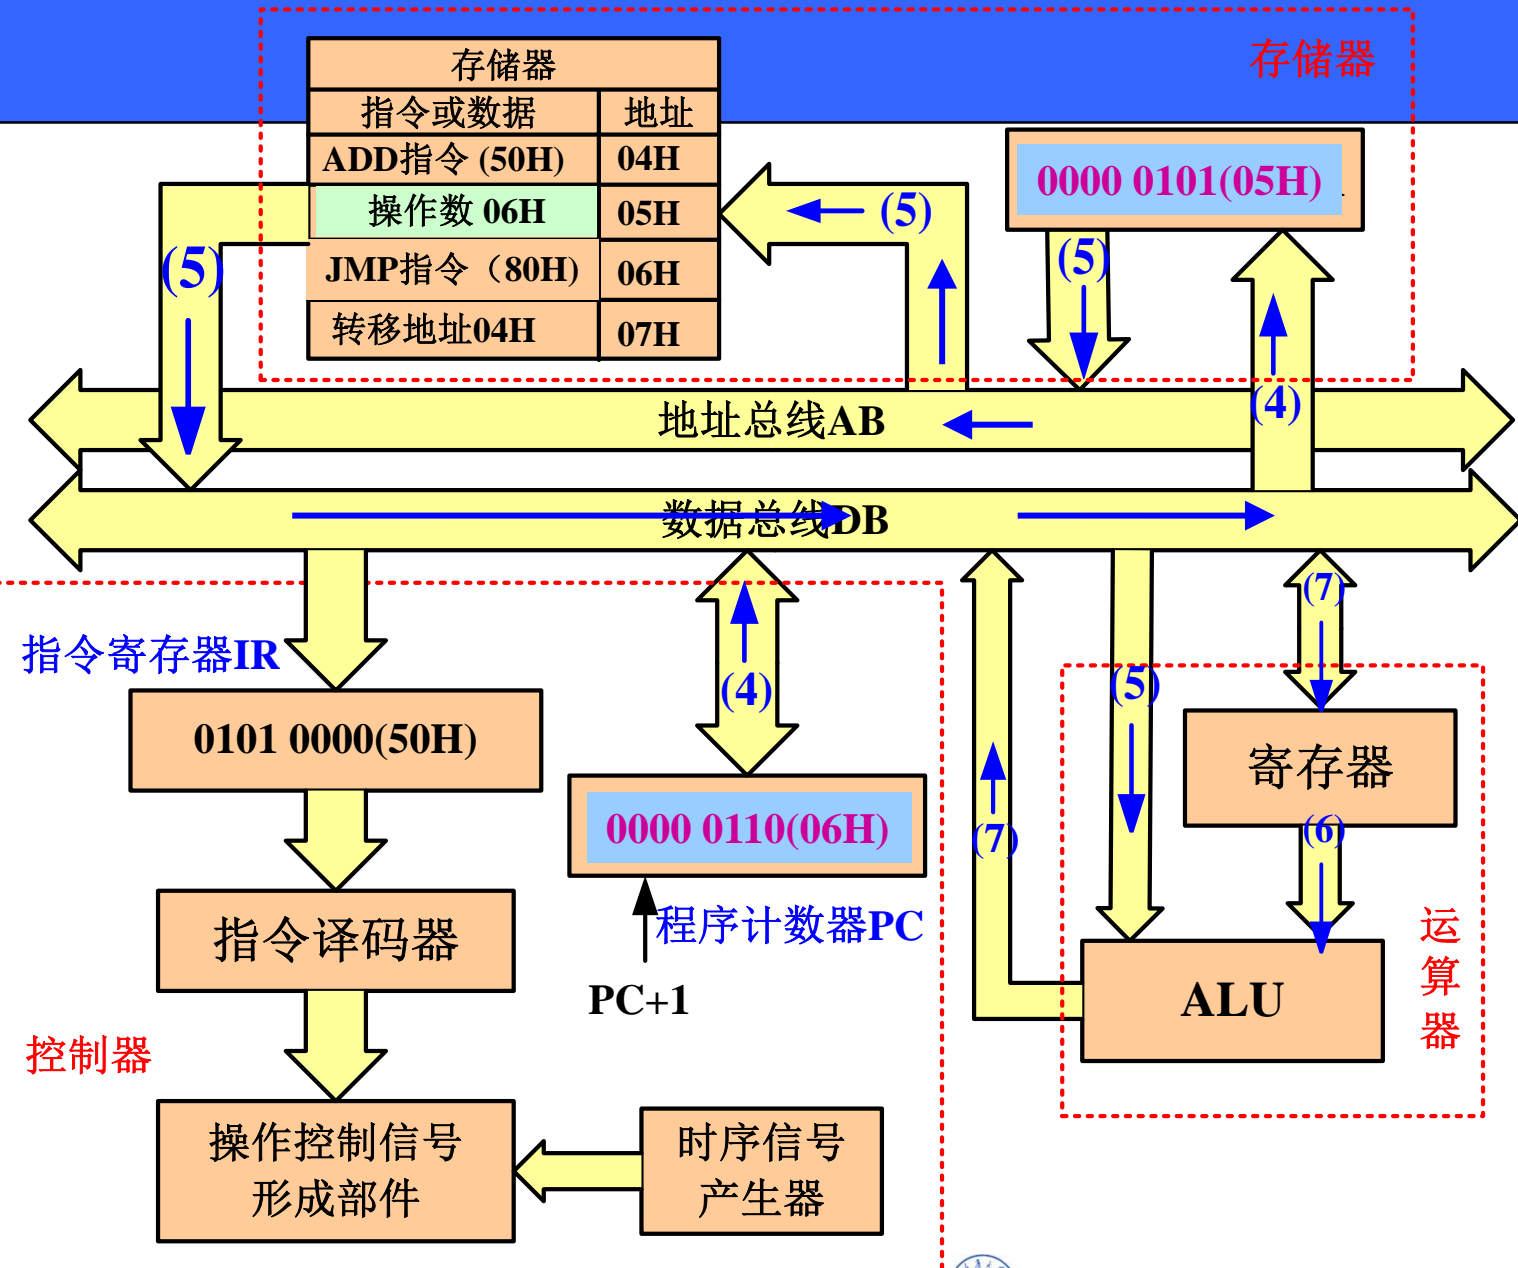 存储器
存储器
指令或数据 地址
ADD指令 (50H) 04H
操作数 06H 05H
JMP指令（80H) 06H
转移地址04H 07H
0000 0101(05H)
(5)
(5)
(5)
(4)
地址总线AB
数据总线DB
(7)
指令寄存器IR
(4)
(5)
0101 0000(50H)
寄存器
0000 0110(06H)
(7)
(6)
程序计数器PC
指令译码器
PC+1
ALU
运算器
控制器
操作控制信号
形成部件
时序信号
产生器